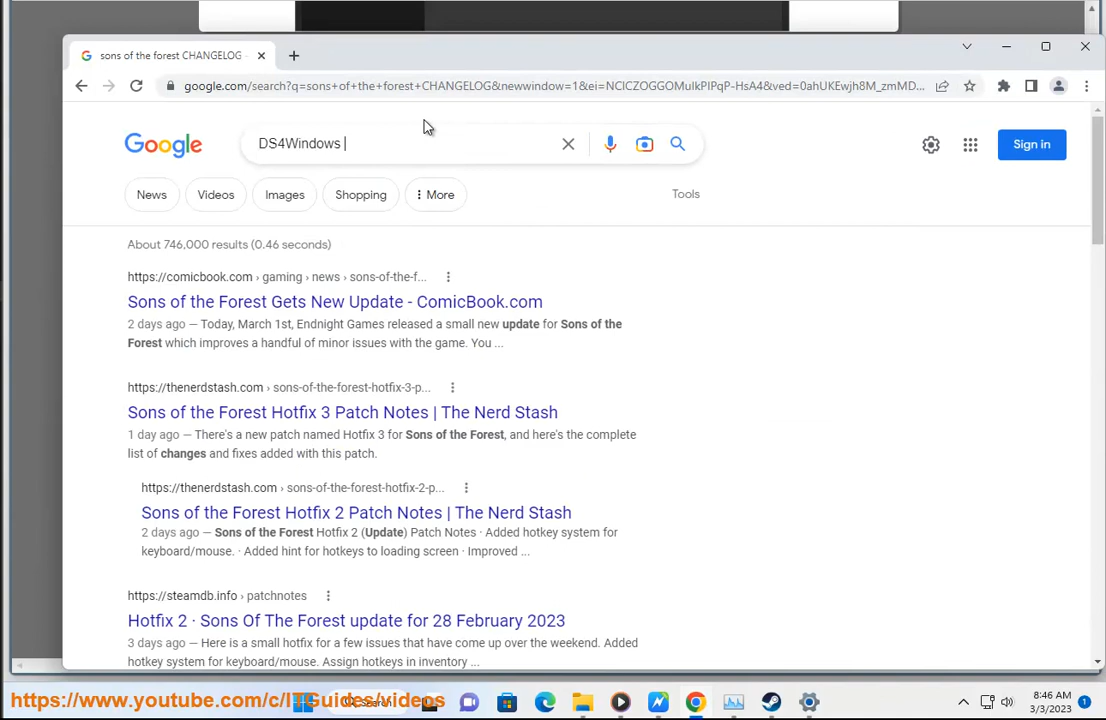 sons of the forest CHANGELOG -
google.com/search?q=sons+of+the+forest+CHANGELOG&newwindow=1&ei=NCICZOGGOMuIkPIPqP-HsA4&ved=0ahUKEwjh8M_zmMD...
Google
DS4Windows
Sign in
News
Videos
Images
Shopping
More
Tools
About 746,000 results (0.46 seconds)
https://comicbook.com › gaming › news › sons-of-the-f...
Sons of the Forest Gets New Update - ComicBook.com
2 days ago — Today, March 1st, Endnight Games released a small new update for Sons of the
Forest which improves a handful of minor issues with the game. You ...
https://thenerdstash.com › sons-of-the-forest-hotfix-3-p...
Sons of the Forest Hotfix 3 Patch Notes | The Nerd Stash
1 day ago — There's a new patch named Hotfix 3 for Sons of the Forest, and here's the complete
list of changes and fixes added with this patch.
https://thenerdstash.com › sons-of-the-forest-hotfix-2-p...
Sons of the Forest Hotfix 2 Patch Notes | The Nerd Stash
2 days ago — Sons of the Forest Hotfix 2 (Update) Patch Notes · Added hotkey system for
keyboard/mouse. · Added hint for hotkeys to loading screen · Improved ...
https://steamdb.info › patchnotes
Hotfix 2 · Sons Of The Forest update for 28 February 2023
3 days ago — Here is a small hotfix for a few issues that have come up over the weekend. Added
hotkey system for keyboard/mouse. Assign hotkeys in inventory ...
https://www.youtube.com/c/ITGuides/videos
Search
8:46 AM
3/3/2023
1